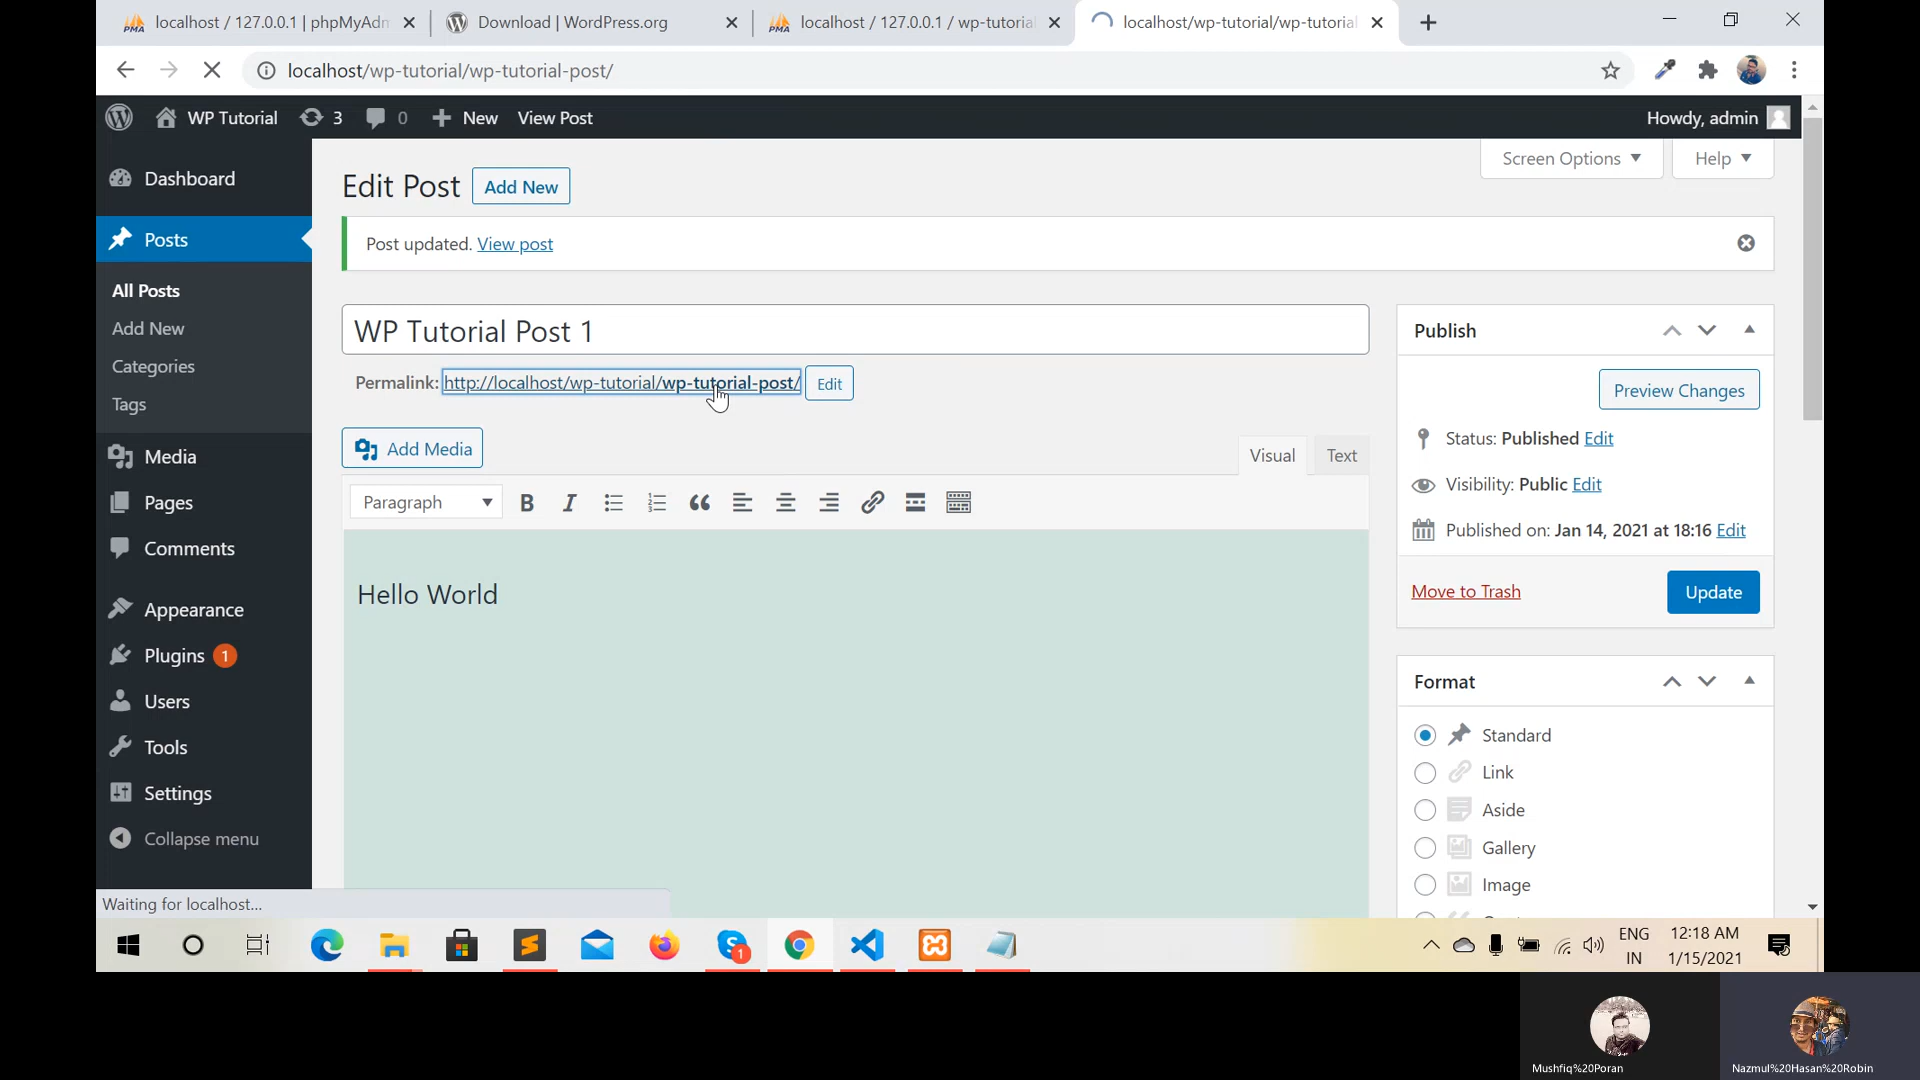 localhost / 127.0.0.1 | phpMyAdm
Download | WordPress.org
localhost / 127.0.0.1 / wp-tutorial
localhost/wp-tutorial/wp-tutorial
localhost/wp-tutorial/wp-tutorial-post/
WP Tutorial
3
0
New
View Post
Howdy, admin
Dashboard
Posts
All Posts
Add New
Categories
Tags
Media
Pages
Comments
Appearance
Plugins 1
Users
Tools
Settings
Collapse menu
Screen Options
Help
Edit Post
Add New
Post updated. View post
WP Tutorial Post 1
Permalink: http://localhost/wp-tutorial/wp-tutorial-post/ Edit
Add Media
Visual
Text
Paragraph
Hello World
Publish
Preview Changes
Status: Published Edit
Visibility: Public Edit
Published on: Jan 14, 2021 at 18:16 Edit
Move to Trash
Update
Format
Standard
Link
Aside
Gallery
Image
Waiting for localhost...
1
ENG
IN
12:18 AM
1/15/2021
Mushfiq%20Poran
Nazmul%20Hasan%20Robin